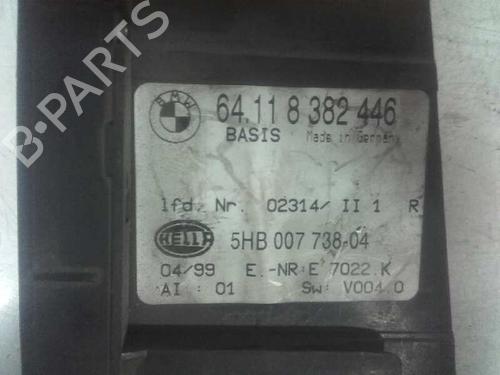 BMW
64.11 8 382 446
BASIS Made in Germany
lfd. Nr. 02314/ II 1 R
HELLA 5HB 007 738-04
04/99 E.-NR:E 7022.K
AI : 01 Sw: V004.0
B-PARTS